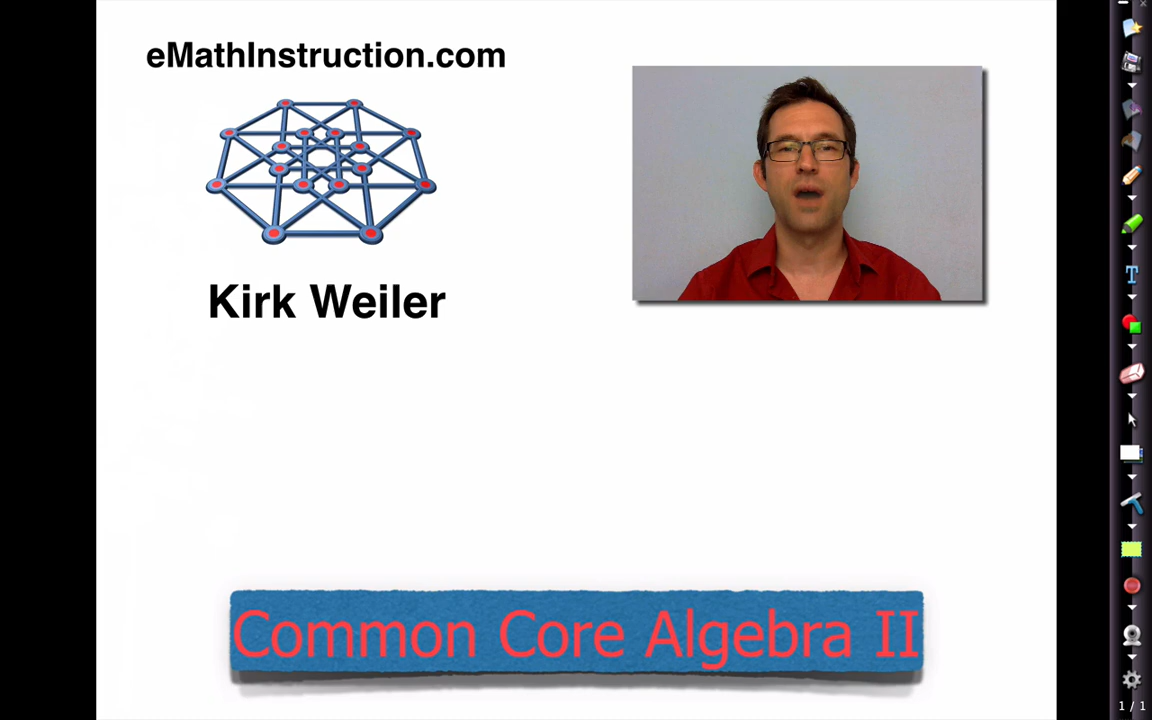 eMathInstruction.com
Kirk Weiler
Common Core Algebra II
T
1 / 1